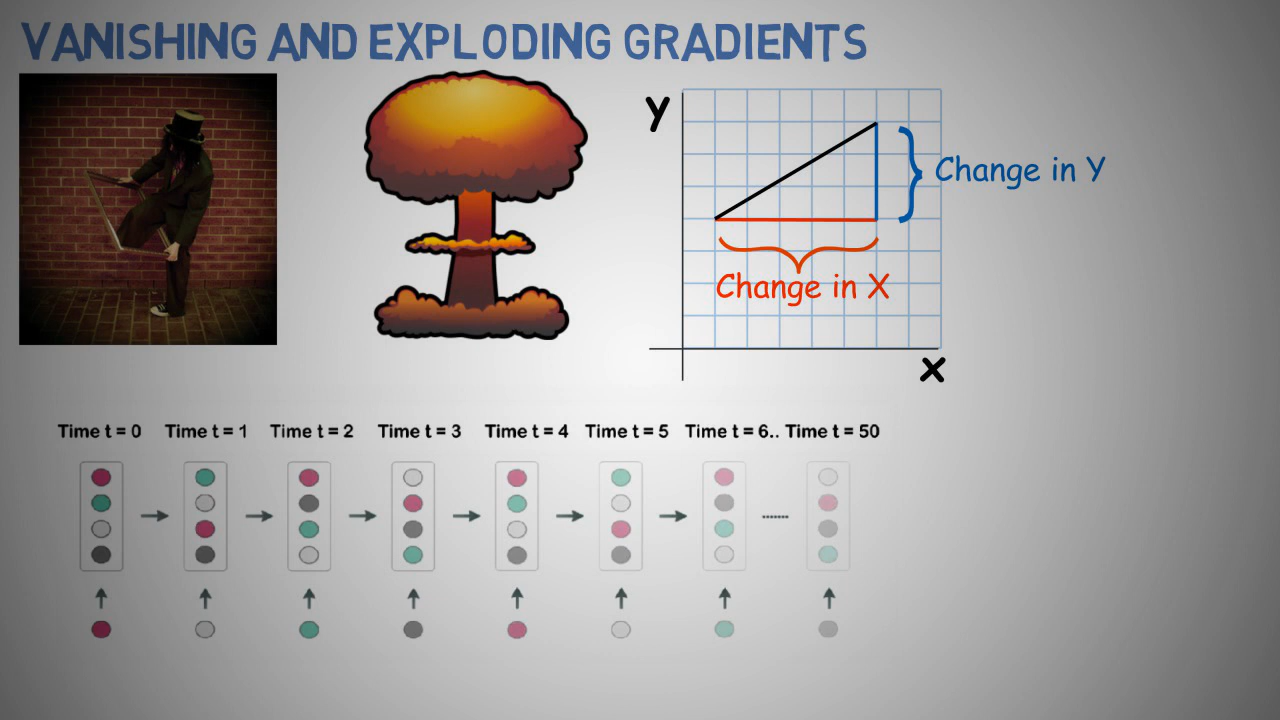 VANISHING AND EXPLODING GRADIENTS
Y
Change in Y
Change in X
X
Time t = 0 Time t = 1 Time t = 2 Time t = 3 Time t = 4 Time t = 5 Time t = 6.. Time t = 50